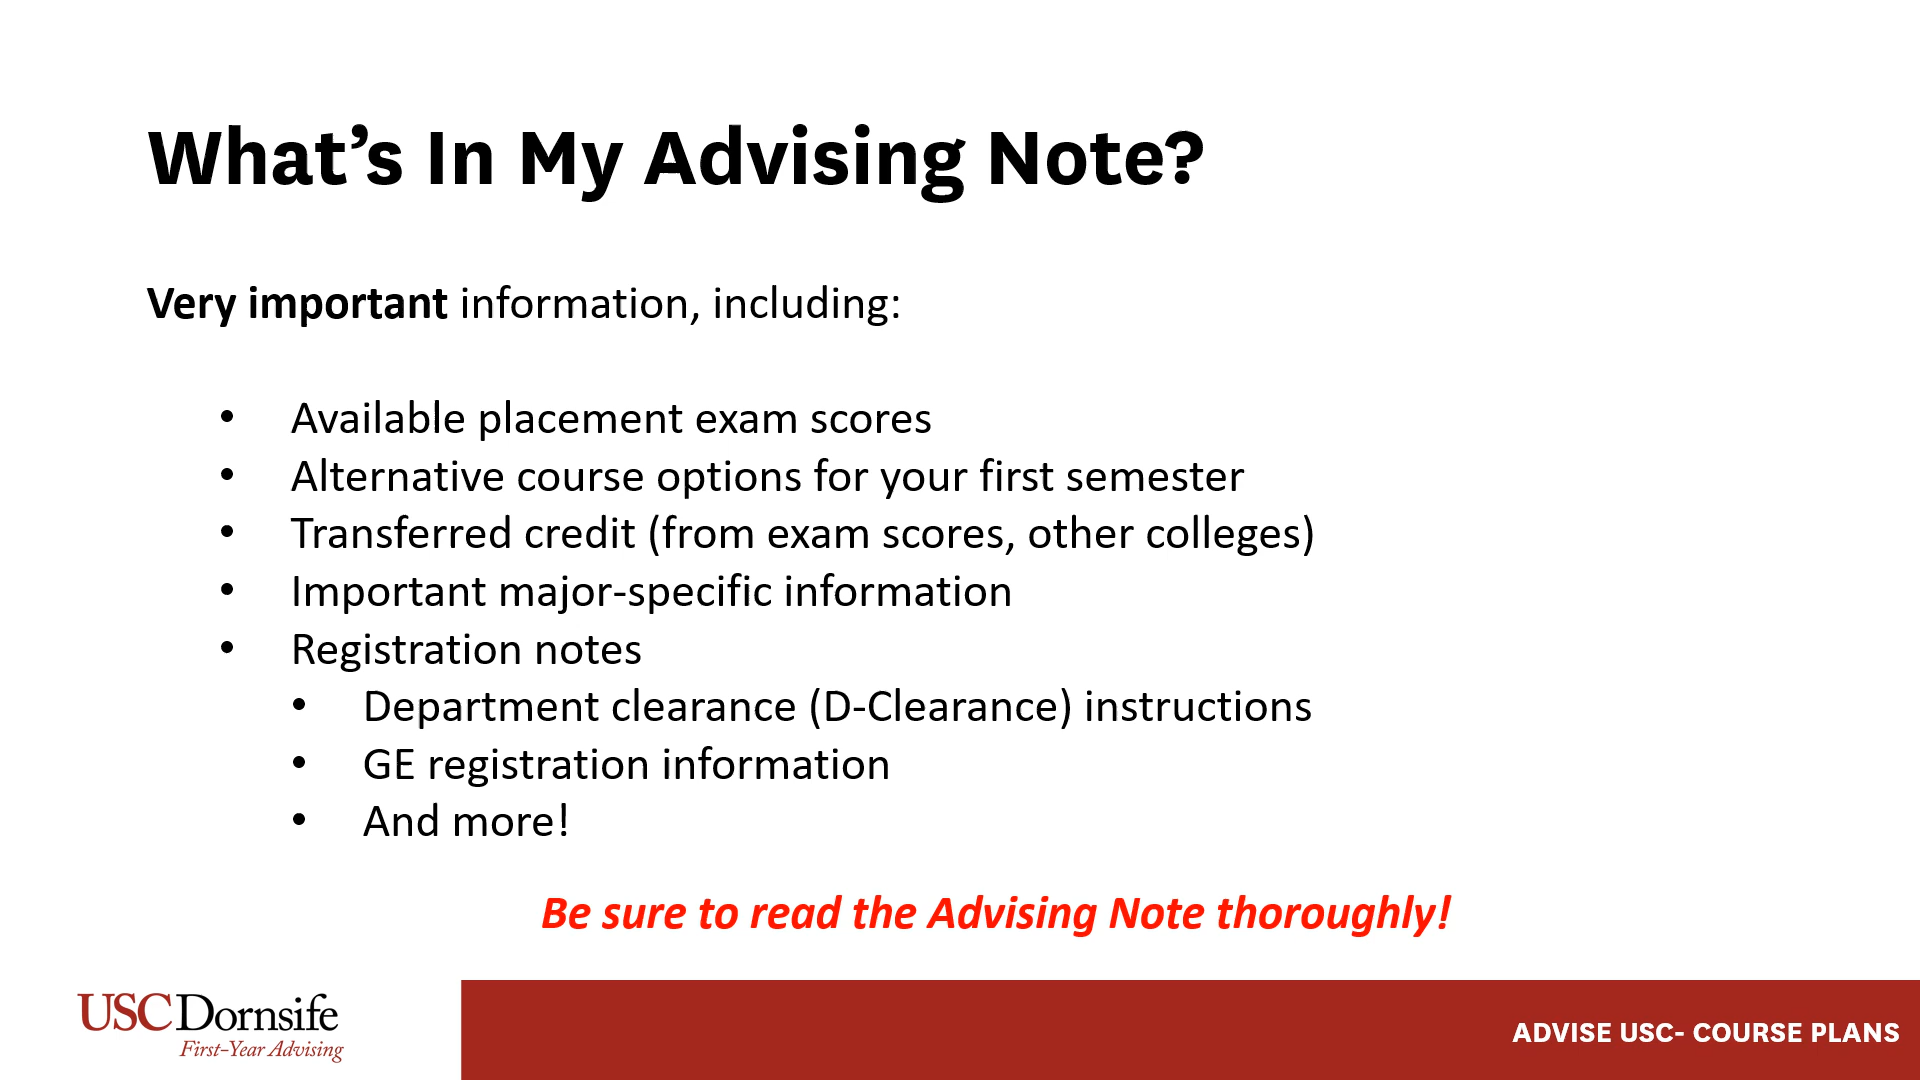 What’s In My Advising Note?
Very important information, including:
• Available placement exam scores
• Alternative course options for your first semester
• Transferred credit (from exam scores, other colleges)
• Important major-specific information
• Registration notes
• Department clearance (D-Clearance) instructions
• GE registration information
• And more!
Be sure to read the Advising Note thoroughly!
USC Dornsife
First-Year Advising
ADVISE USC- COURSE PLANS